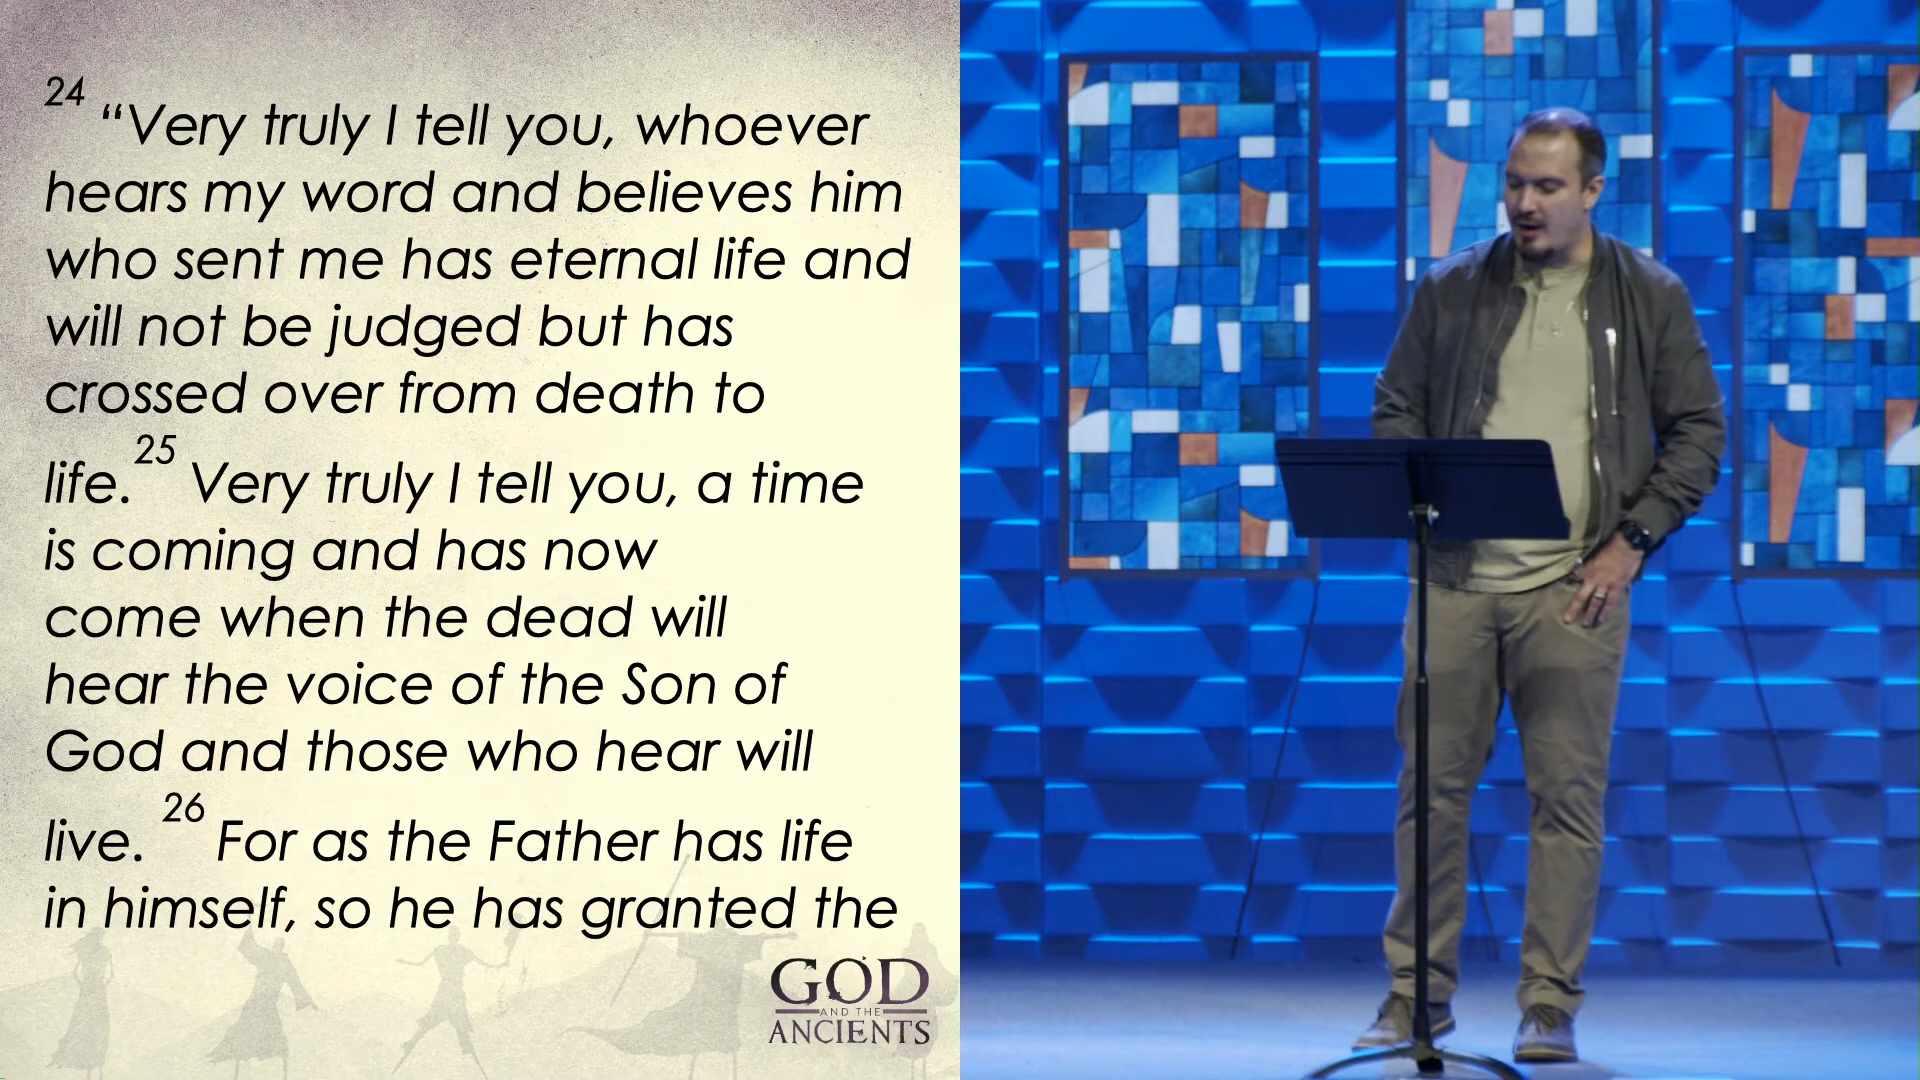 24 “Very truly I tell you, whoever
hears my word and believes him
who sent me has eternal life and
will not be judged but has
crossed over from death to
life. 25 Very truly I tell you, a time
is coming and has now
come when the dead will
hear the voice of the Son of
God and those who hear will
live. 26 For as the Father has life
in himself, so he has granted the
GOD
AND THE
ANCIENTS